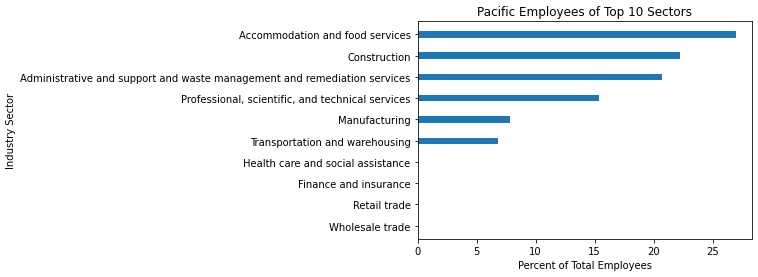 Pacific Employees of Top 10 Sectors
Industry Sector
Accommodation and food services
Construction
Administrative and support and waste management and remediation services
Professional, scientific, and technical services
Manufacturing
Transportation and warehousing
Health care and social assistance
Finance and insurance
Retail trade
Wholesale trade
0 5 10 15 20 25
Percent of Total Employees